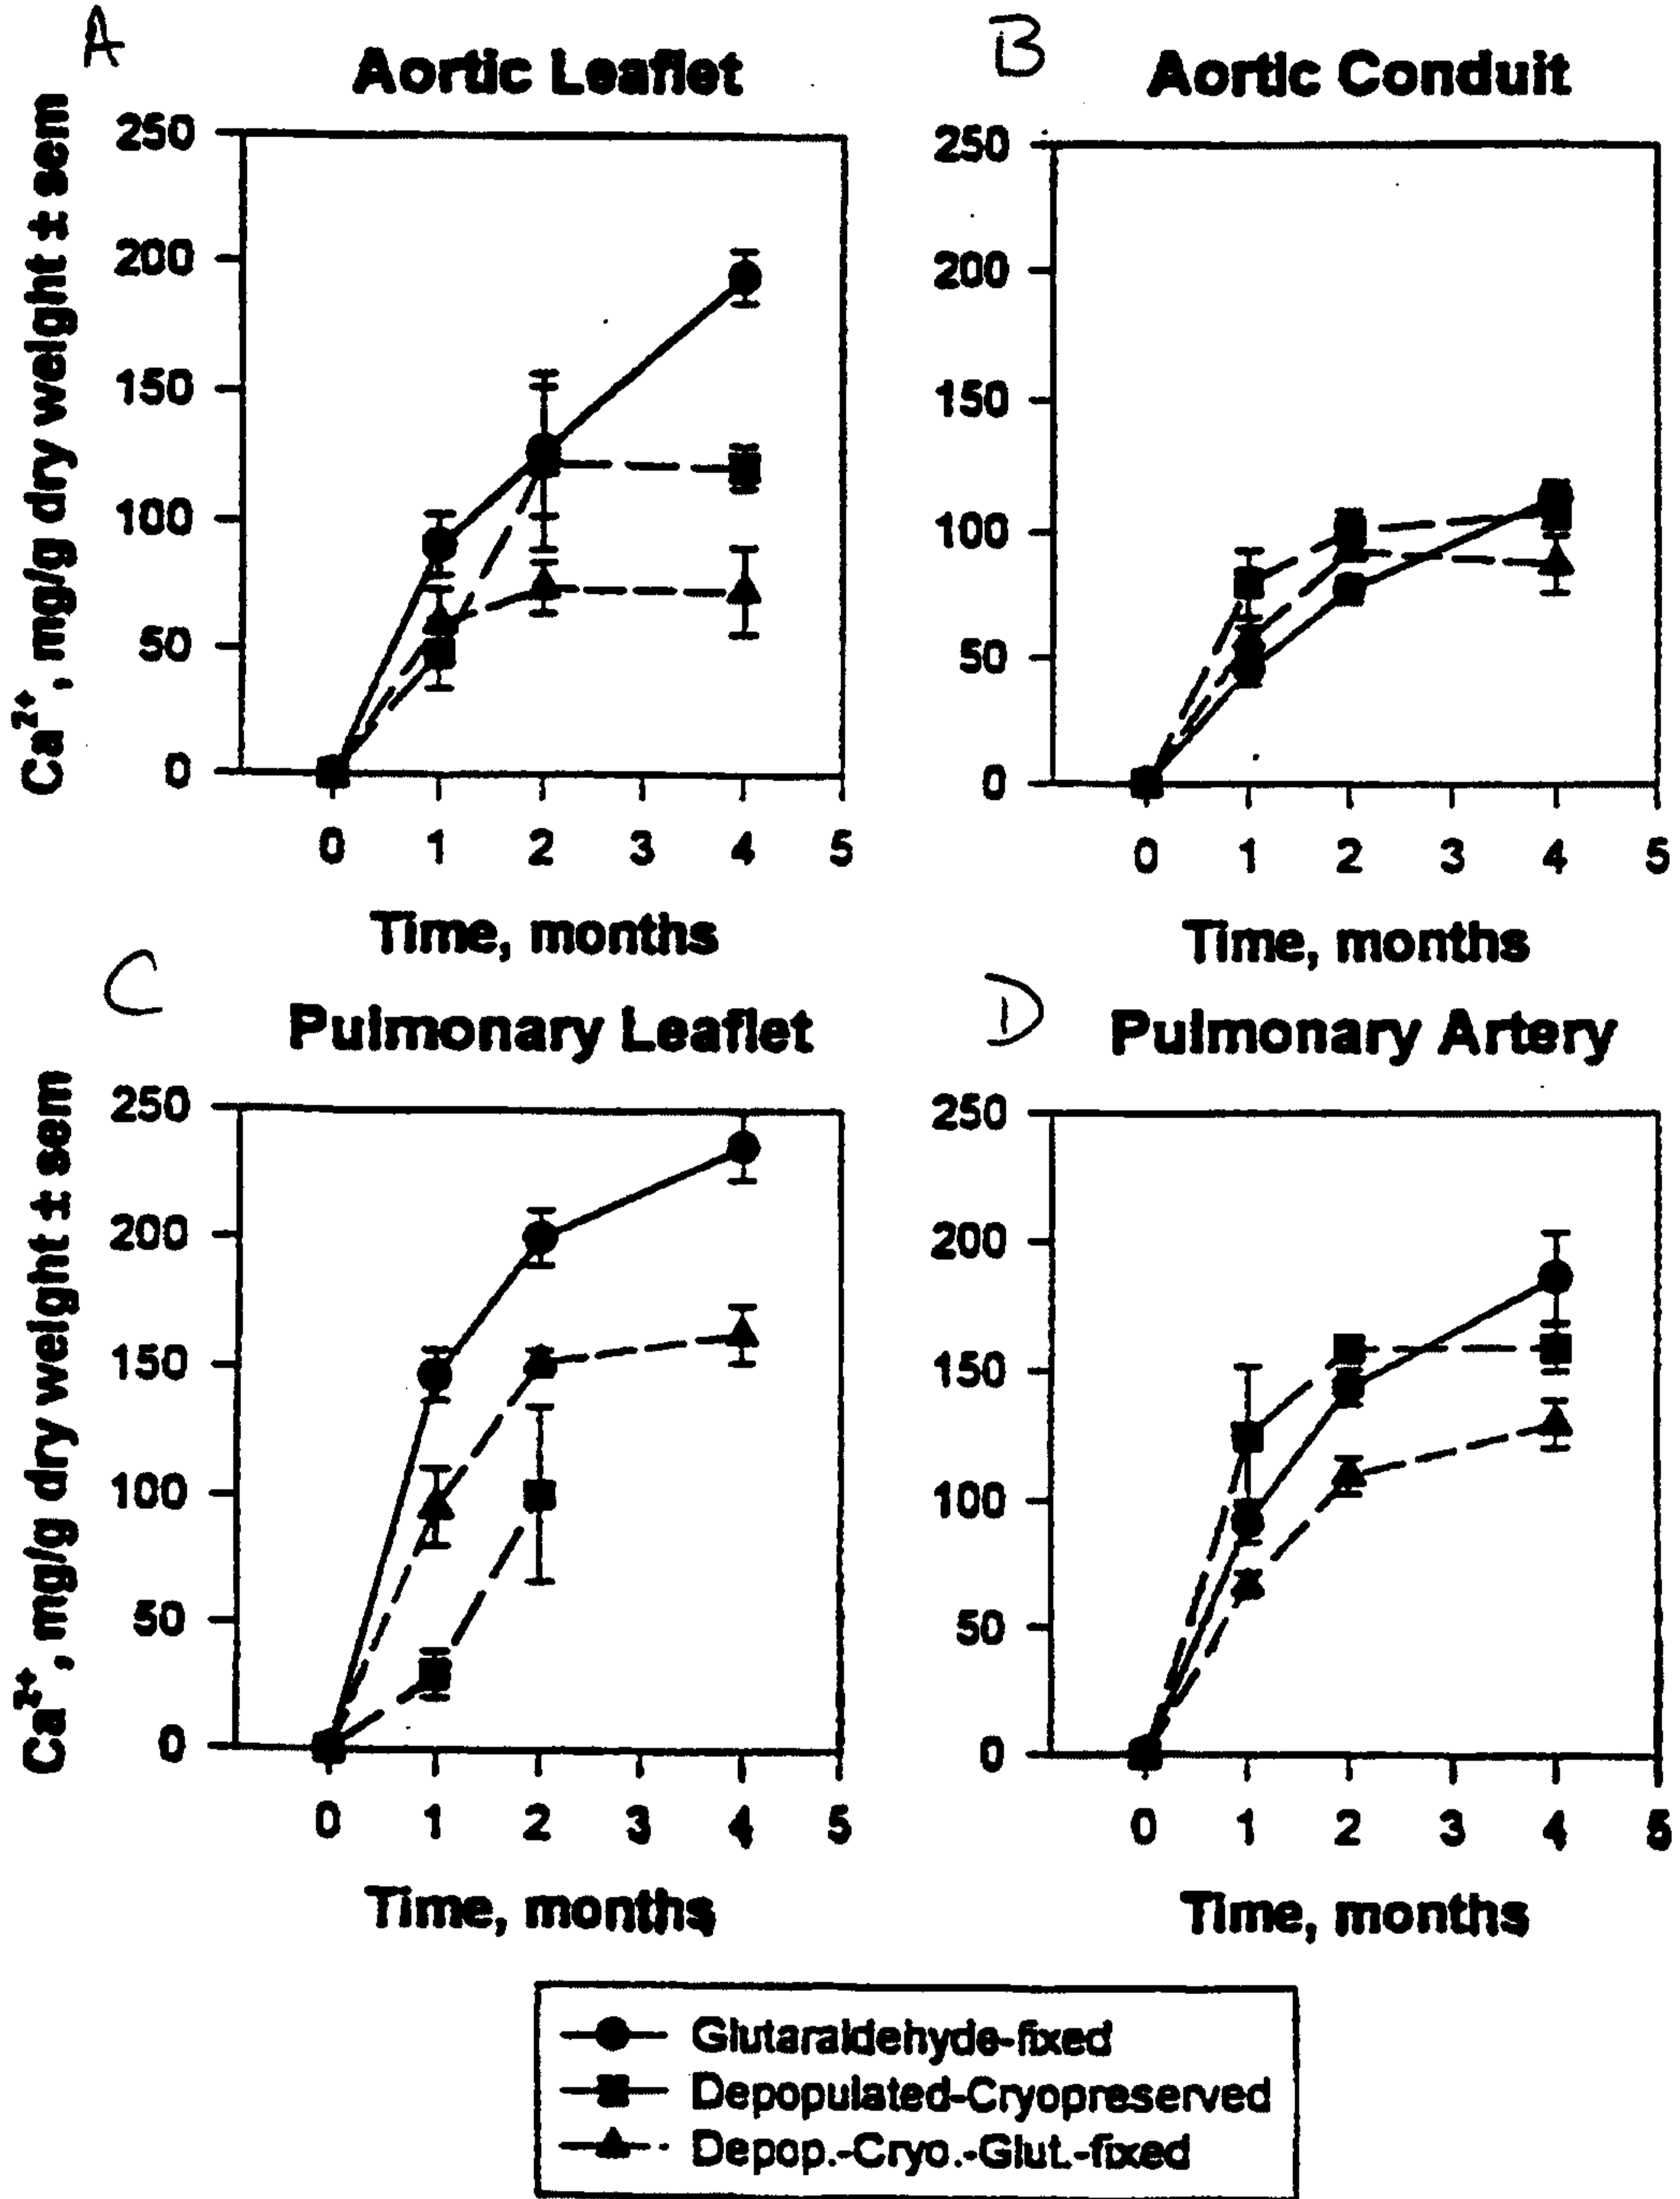 A
Aortic Leaflet
Ca²⁺, mg/g dry weight ± sem
250
200
150
100
50
0
0 1 2 3 4 5
Time, months
B
Aortic Conduit
250
200
150
100
50
0
0 1 2 4 5
Time, months
C
Pulmonary Leaflet
Ca²⁺, mg/g dry weight ± sem
250
200
150
100
50
0
0 1 2 3 4 5
Time, months
D
Pulmonary Artery
250
200
150
100
50
0
0 1 2 3 4 5
Time, months
Glutaraldehyde-fixed
Depopulated-Cryopreserved
Depop.-Cryo.-Glut.-fixed